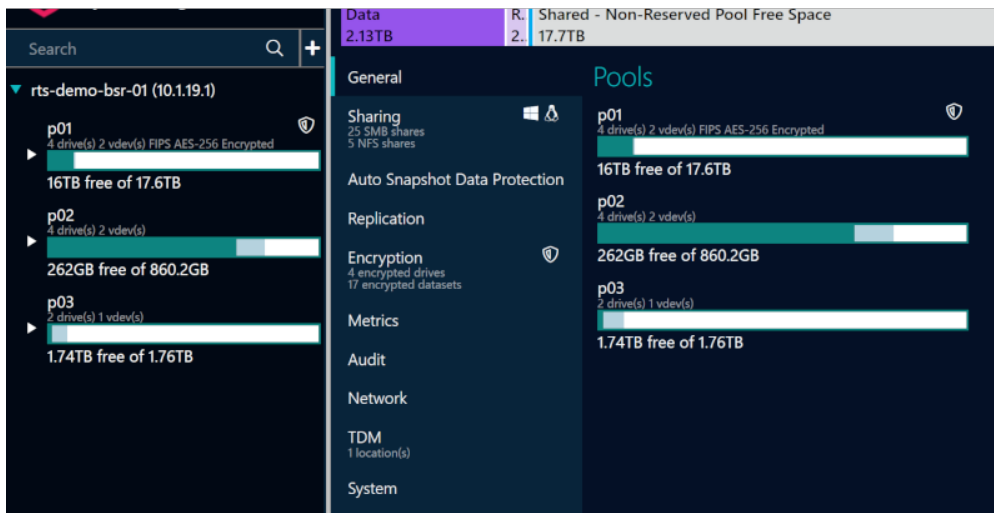 Search
+
rts-demo-bsr-01 (10.1.19.1)
p01
4 drive(s) 2 vdev(s) FIPS AES-256 Encrypted
16TB free of 17.6TB
p02
4 drive(s) 2 vdev(s)
262GB free of 860.2GB
p03
2 drive(s) 1 vdev(s)
1.74TB free of 1.76TB
Data
2.13TB
R.
2.
Shared - Non-Reserved Pool Free Space
17.7TB
General
Sharing
25 SMB shares
5 NFS shares
Auto Snapshot Data Protection
Replication
Encryption
4 encrypted drives
17 encrypted datasets
Metrics
Audit
Network
TDM
1 location(s)
System
Pools
p01
4 drive(s) 2 vdev(s) FIPS AES-256 Encrypted
16TB free of 17.6TB
p02
4 drive(s) 2 vdev(s)
262GB free of 860.2GB
p03
2 drive(s) 1 vdev(s)
1.74TB free of 1.76TB